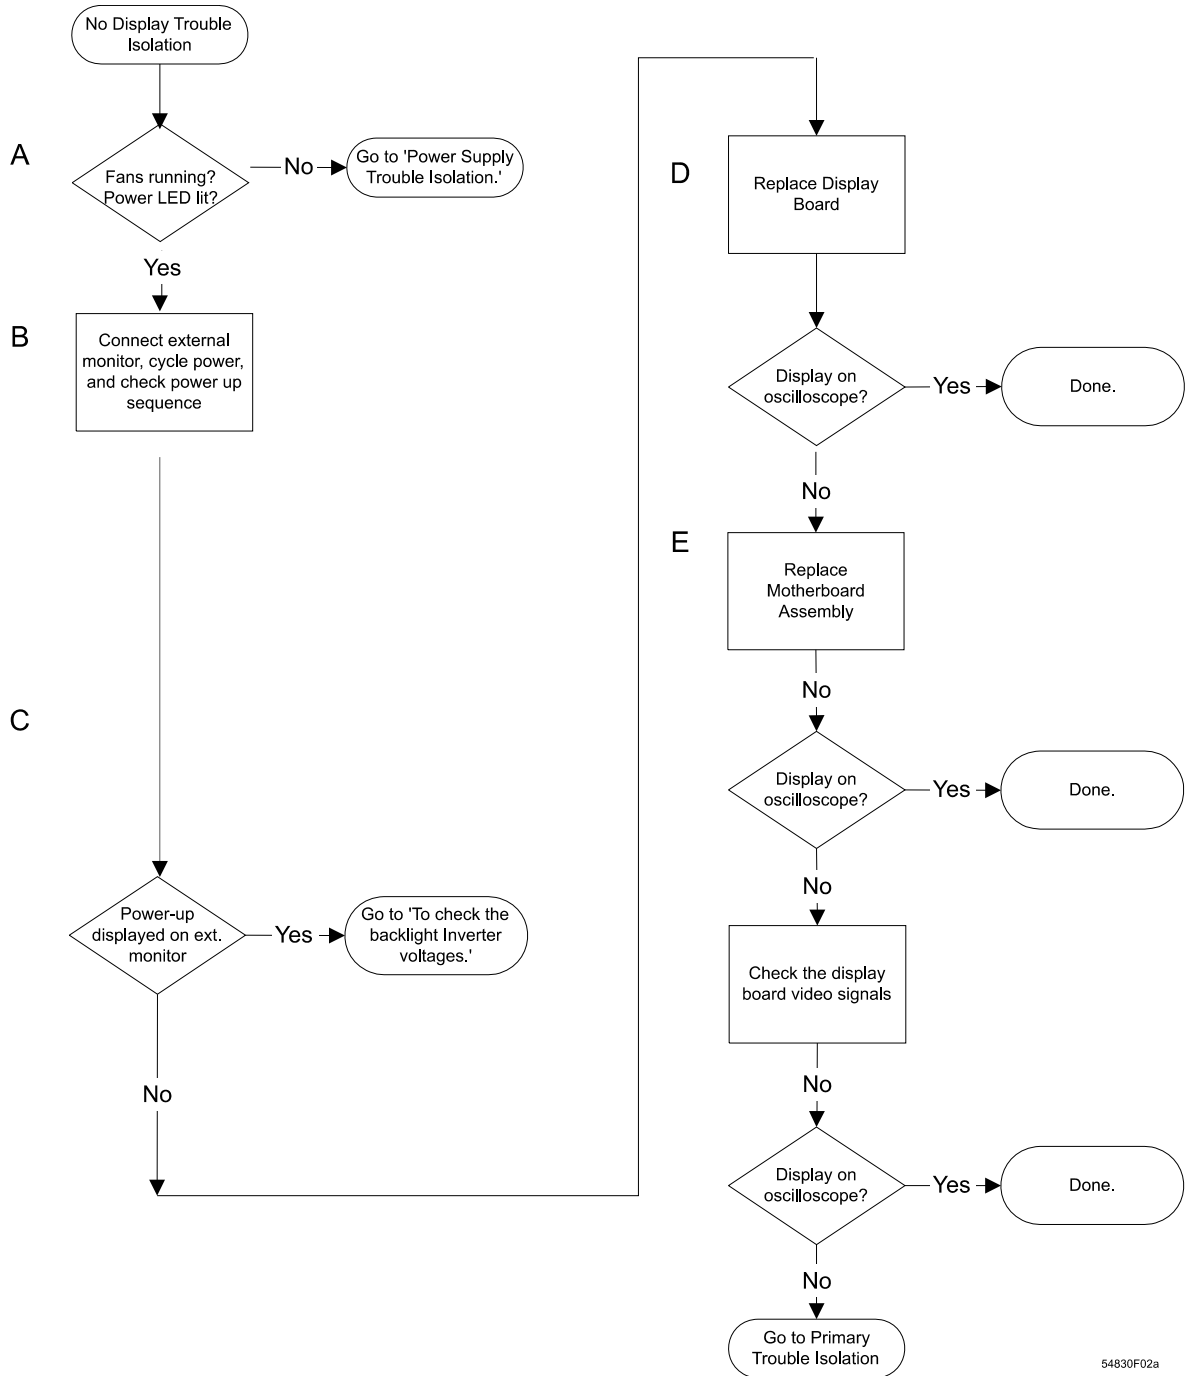 No Display Trouble
Isolation
A
Fans running?
Power LED lit?
No
Go to 'Power Supply
Trouble Isolation.'
Yes
B
Connect external
monitor, cycle power,
and check power up
sequence
C
Power-up
displayed on ext.
monitor
Yes
Go to 'To check the
backlight Inverter
voltages.'
No
D
Replace Display
Board
Display on
oscilloscope?
Yes
Done.
No
E
Replace
Motherboard
Assembly
No
Display on
oscilloscope?
Yes
Done.
No
Check the display
board video signals
No
Display on
oscilloscope?
Yes
Done.
No
Go to Primary
Trouble Isolation
54830F02a